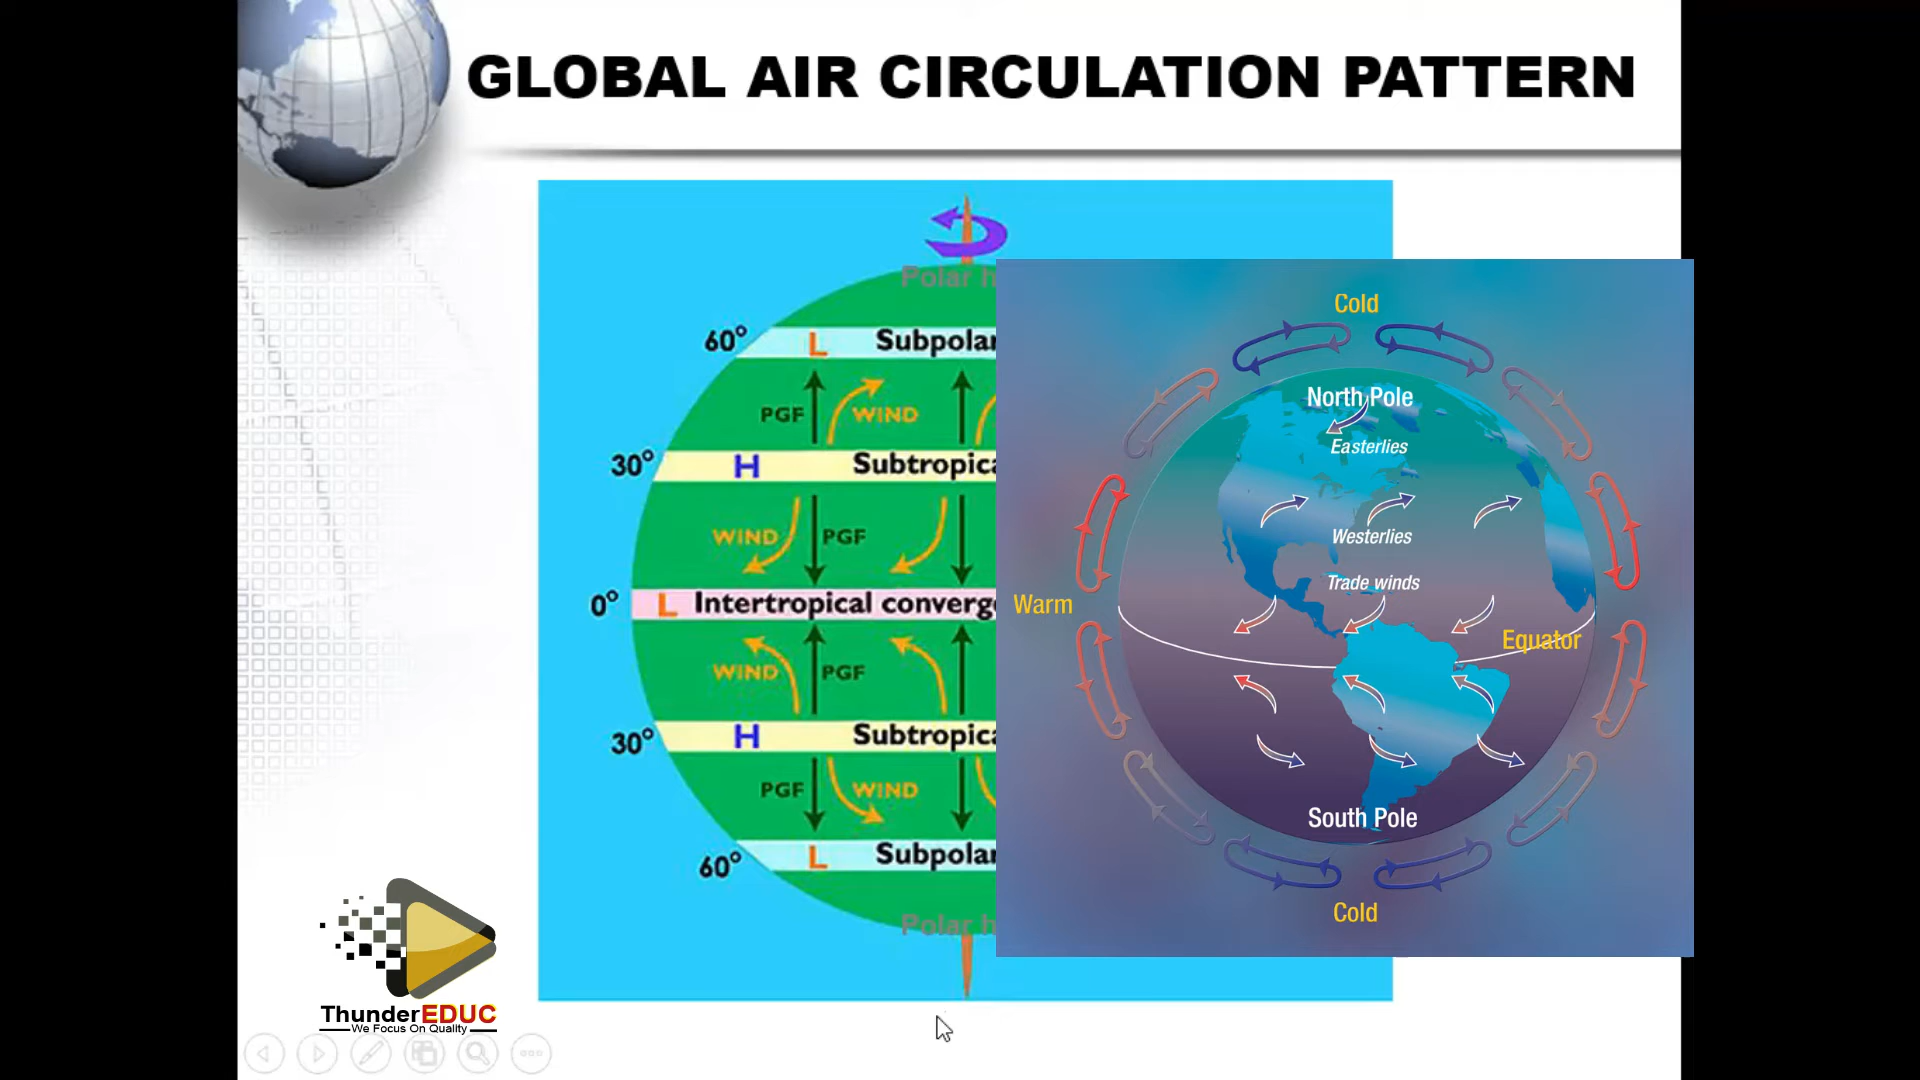 GLOBAL AIR CIRCULATION PATTERN
Polar h
60°
L
Subpolar
PGF
WIND
30°
H
Subtropica
WIND
PGF
0°
L
Intertropical converg
WIND
PGF
30°
H
Subtropica
PGF
WIND
60°
L
Subpolar
Polar h
Cold
North Pole
Easterlies
Westerlies
Trade winds
Warm
Equator
South Pole
Cold
ThunderEDUC
We Focus On Quality